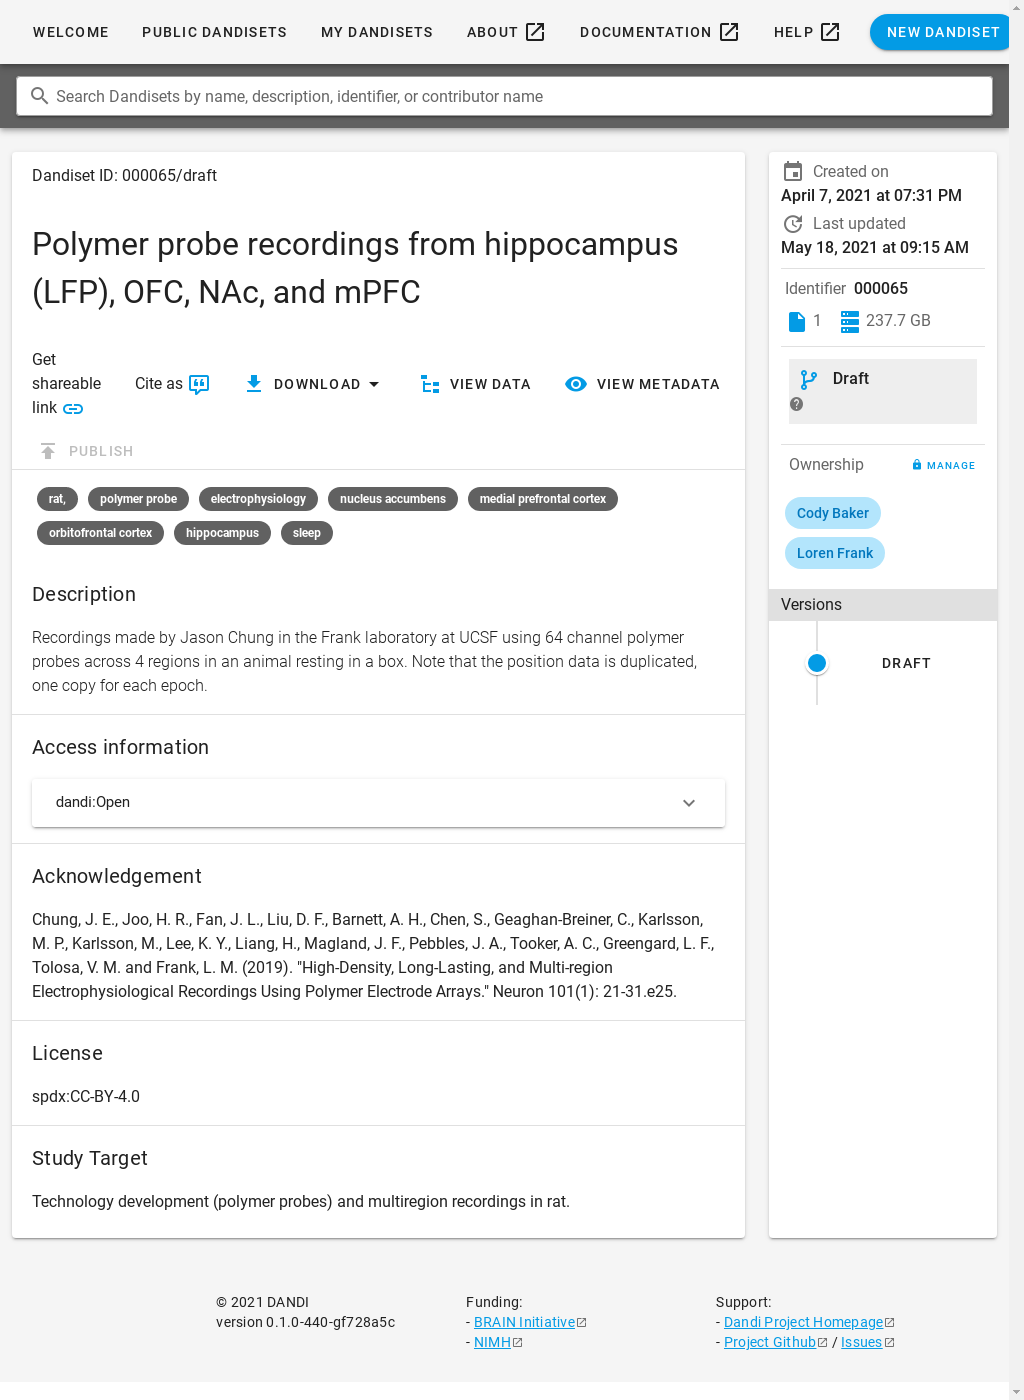 WELCOME PUBLIC DANDISETS MY DANDISETS ABOUT DOCUMENTATION HELP NEW DANDISET
Search Dandisets by name, description, identifier, or contributor name
Dandiset ID: 000065/draft
Polymer probe recordings from hippocampus
(LFP), OFC, NAc, and mPFC
Get
shareable
link
Cite as
DOWNLOAD
VIEW DATA
VIEW METADATA
PUBLISH
rat, polymer probe electrophysiology nucleus accumbens medial prefrontal cortex
orbitofrontal cortex hippocampus sleep
Description
Recordings made by Jason Chung in the Frank laboratory at UCSF using 64 channel polymer
probes across 4 regions in an animal resting in a box. Note that the position data is duplicated,
one copy for each epoch.
Access information
dandi:Open
Acknowledgement
Chung, J. E., Joo, H. R., Fan, J. L., Liu, D. F., Barnett, A. H., Chen, S., Geaghan-Breiner, C., Karlsson,
M. P., Karlsson, M., Lee, K. Y., Liang, H., Magland, J. F., Pebbles, J. A., Tooker, A. C., Greengard, L. F.,
Tolosa, V. M. and Frank, L. M. (2019). "High-Density, Long-Lasting, and Multi-region
Electrophysiological Recordings Using Polymer Electrode Arrays." Neuron 101(1): 21-31.e25.
License
spdx:CC-BY-4.0
Study Target
Technology development (polymer probes) and multiregion recordings in rat.
Created on
April 7, 2021 at 07:31 PM
Last updated
May 18, 2021 at 09:15 AM
Identifier 000065
1 237.7 GB
Draft
Ownership MANAGE
Cody Baker
Loren Frank
Versions
DRAFT
© 2021 DANDI
version 0.1.0-440-gf728a5c
Funding:
- BRAIN Initiative
- NIMH
Support:
- Dandi Project Homepage
- Project Github / Issues